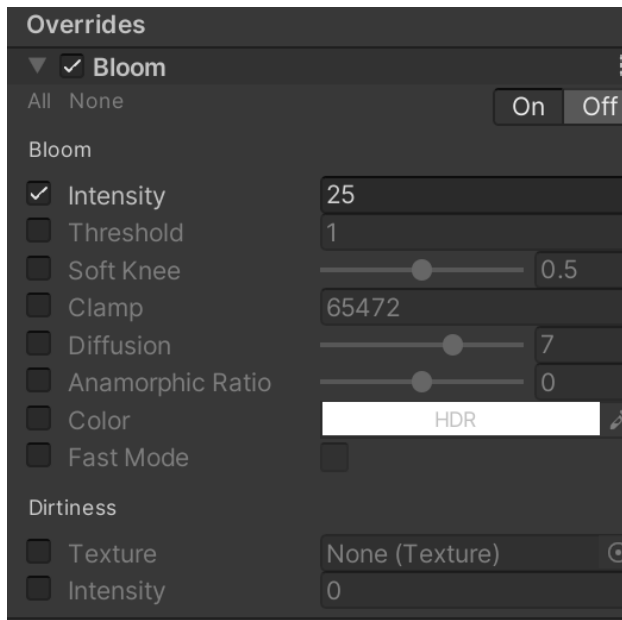 Overrides
Bloom
All None
On Off
Bloom
Intensity 25
Threshold 1
Soft Knee 0.5
Clamp 65472
Diffusion 7
Anamorphic Ratio 0
Color HDR
Fast Mode
Dirtiness
Texture None (Texture)
Intensity 0